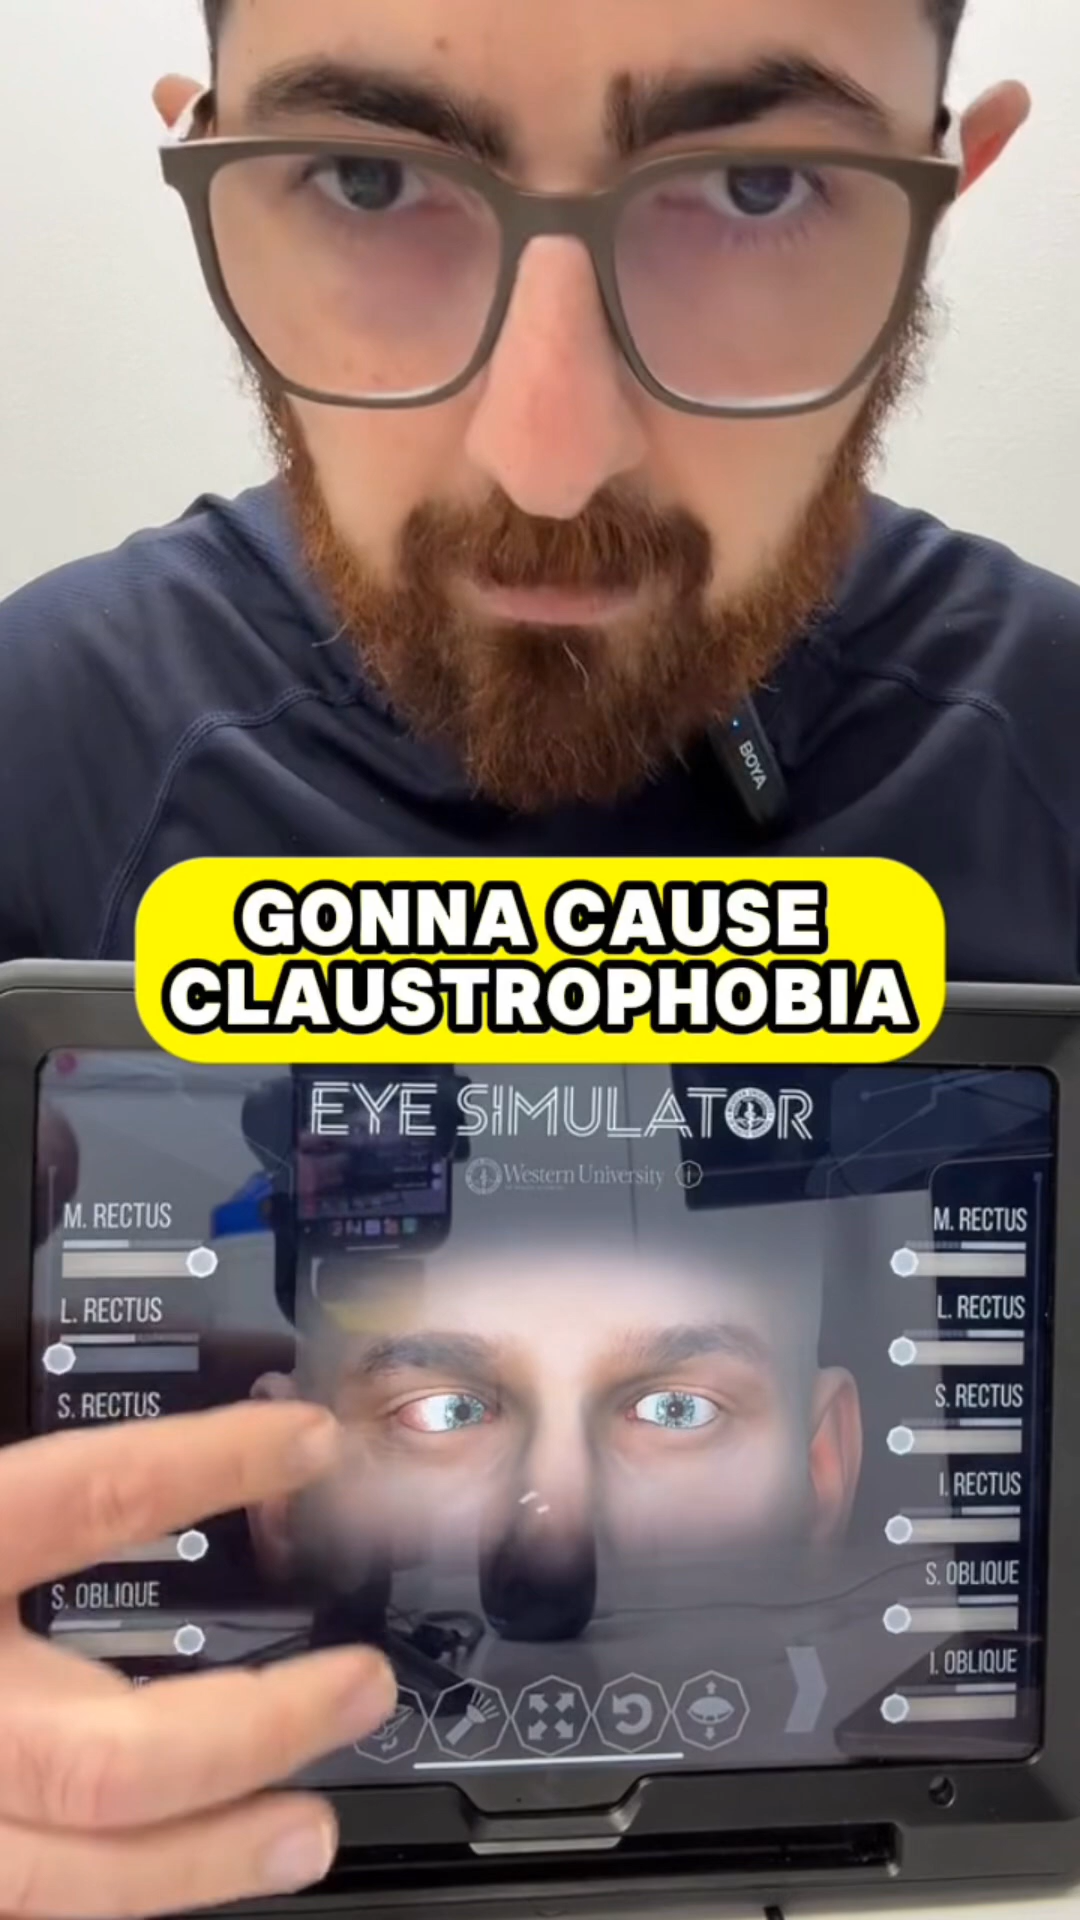 BOYA
GONNA CAUSE
CLAUSTROPHOBIA
EYE SIMULATOR
Western University
M. RECTUS
L. RECTUS
S. RECTUS
S. OBLIQUE
M. RECTUS
L. RECTUS
S. RECTUS
I. RECTUS
S. OBLIQUE
I. OBLIQUE